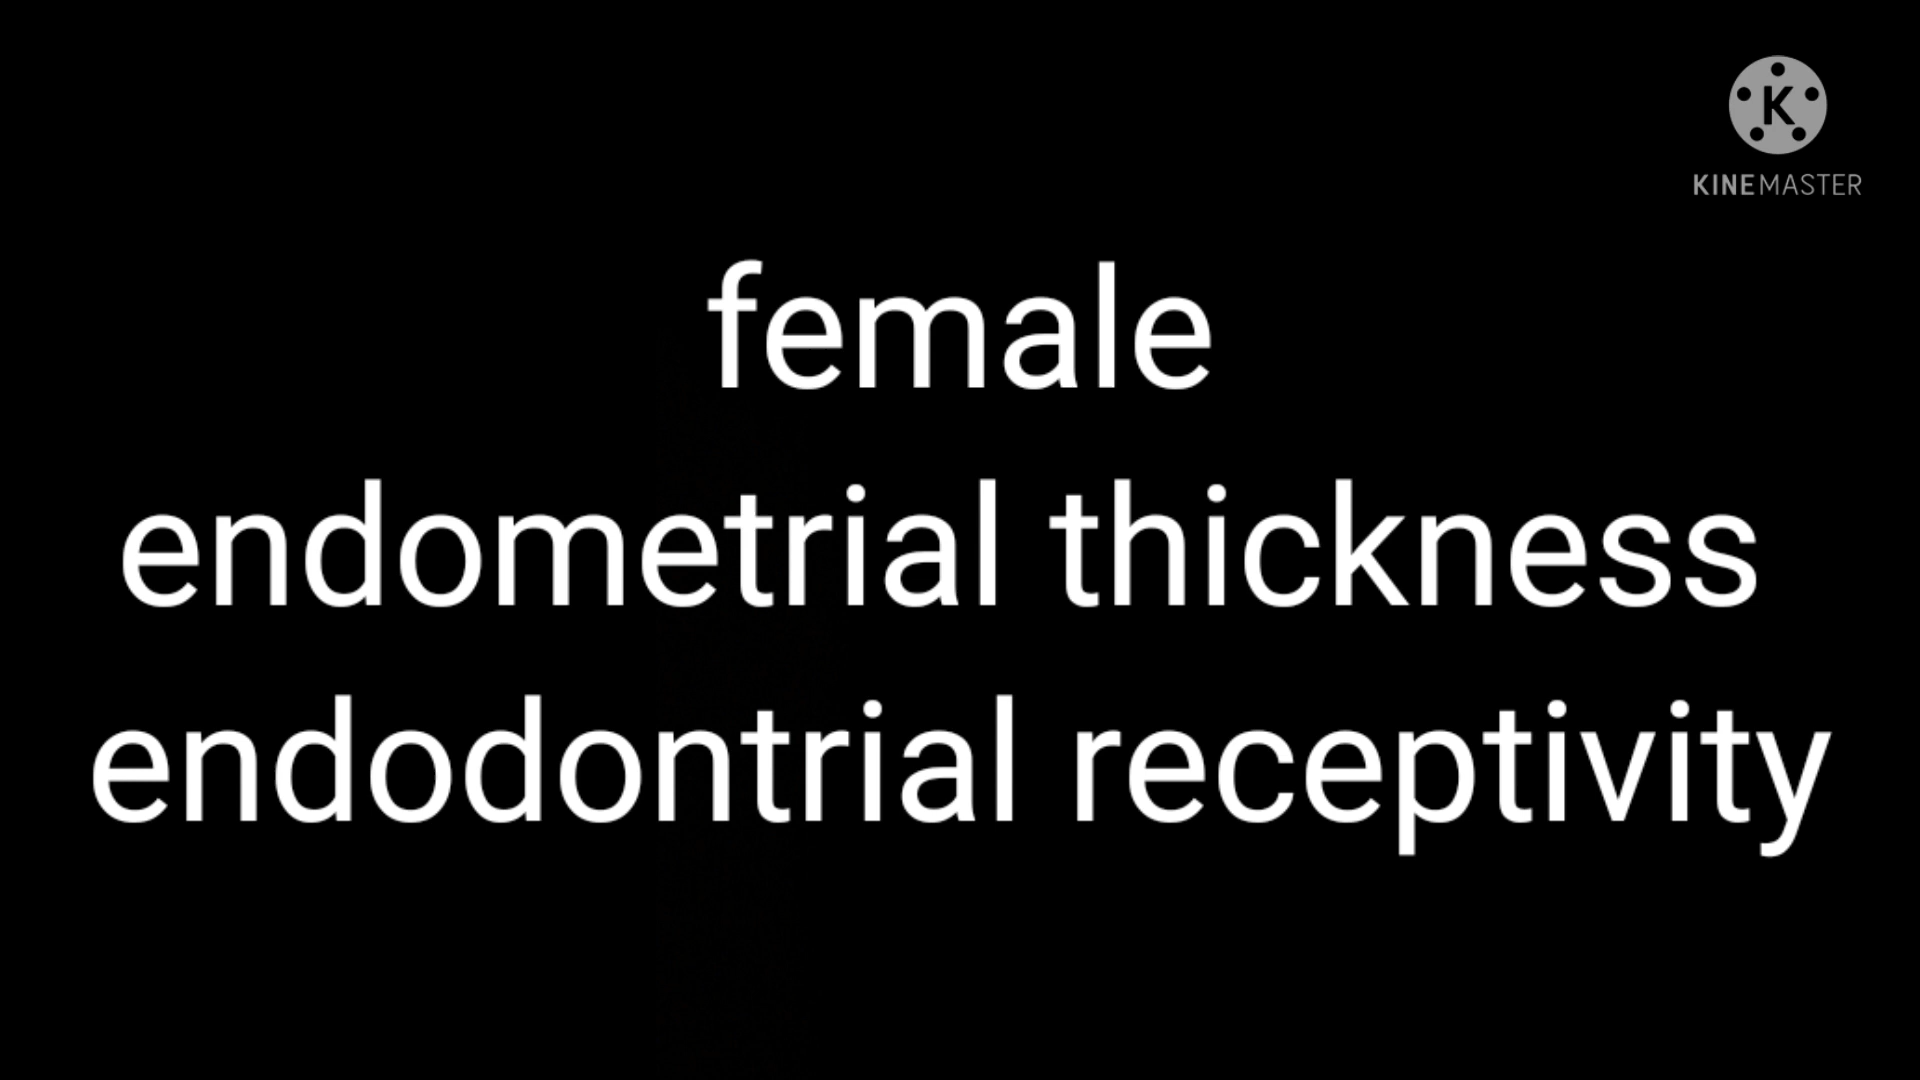 K
KINEMASTER
female
endometrial thickness
endodontrial receptivity